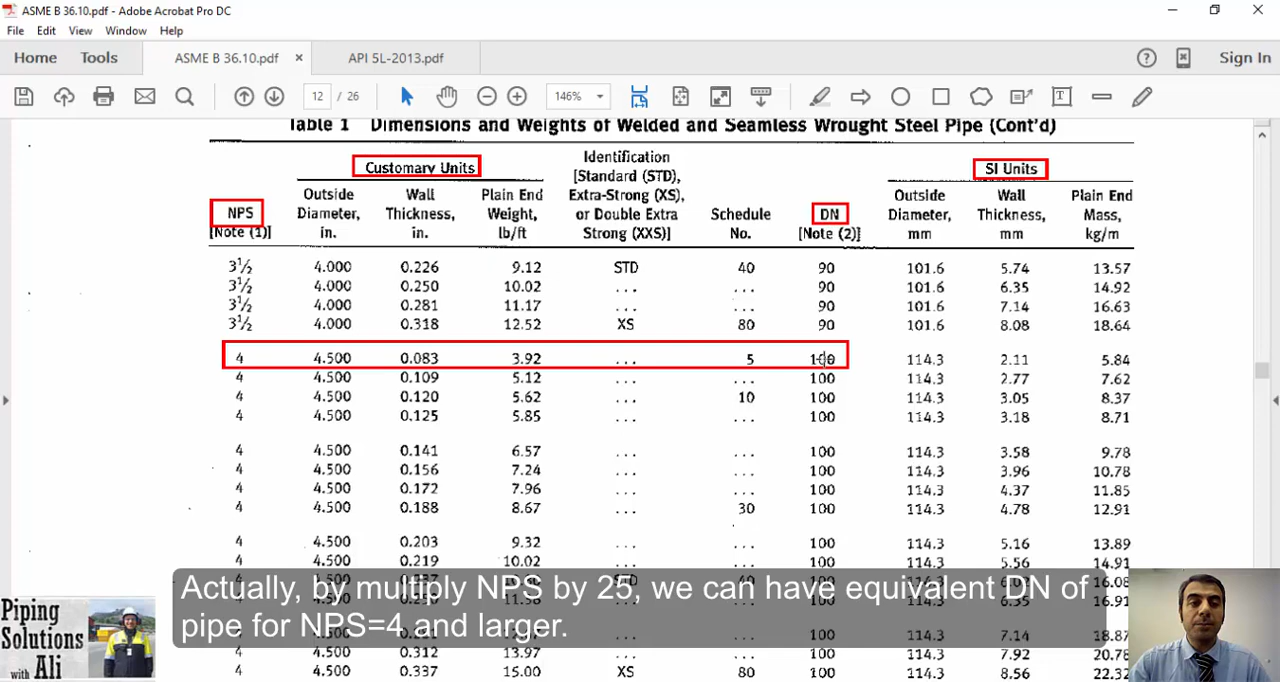 ASME B 36.10.pdf - Adobe Acrobat Pro DC
File Edit View Window Help
Home Tools ASME B 36.10.pdf × API 5L-2013.pdf Sign In
12 / 26 146%
Table 1 Dimensions and Weights of Welded and Seamless Wrought Steel Pipe (Cont'd)
Customary Units Identification SI Units
[Standard (STD),
Outside Wall Plain End Extra-Strong (XS), Outside Wall Plain End
NPS Diameter, Thickness, Weight, or Double Extra Schedule DN Diameter, Thickness, Mass,
[Note (1)] in. in. lb/ft Strong (XXS)] No. [Note (2)] mm mm kg/m
3½ 4.000 0.226 9.12 STD 40 90 101.6 5.74 13.57
3½ 4.000 0.250 10.02 ... ... 90 101.6 6.35 14.92
3½ 4.000 0.281 11.17 ... ... 90 101.6 7.14 16.63
3½ 4.000 0.318 12.52 XS 80 90 101.6 8.08 18.64
4 4.500 0.083 3.92 ... 5 100 114.3 2.11 5.84
4 4.500 0.109 5.12 ... ... 100 114.3 2.77 7.62
4 4.500 0.120 5.62 ... 10 100 114.3 3.05 8.37
4 4.500 0.125 5.85 ... ... 100 114.3 3.18 8.71
4 4.500 0.141 6.57 ... ... 100 114.3 3.58 9.78
4 4.500 0.156 7.24 ... ... 100 114.3 3.96 10.78
4 4.500 0.172 7.96 ... ... 100 114.3 4.37 11.85
4 4.500 0.188 8.67 ... 30 100 114.3 4.78 12.91
4 4.500 0.203 9.32 ... ... 100 114.3 5.16 13.89
4 4.500 0.219 10.02 ... ... 100 114.3 5.56 14.91
16.08
16.91
18.87
4 4.500 0.312 13.97 ... ... 100 114.3 7.92 20.78
4 4.500 0.337 15.00 XS 80 100 114.3 8.56 22.32
Actually, by multiply NPS by 25, we can have equivalent DN of
pipe for NPS=4 and larger.
Piping
Solutions
with Ali